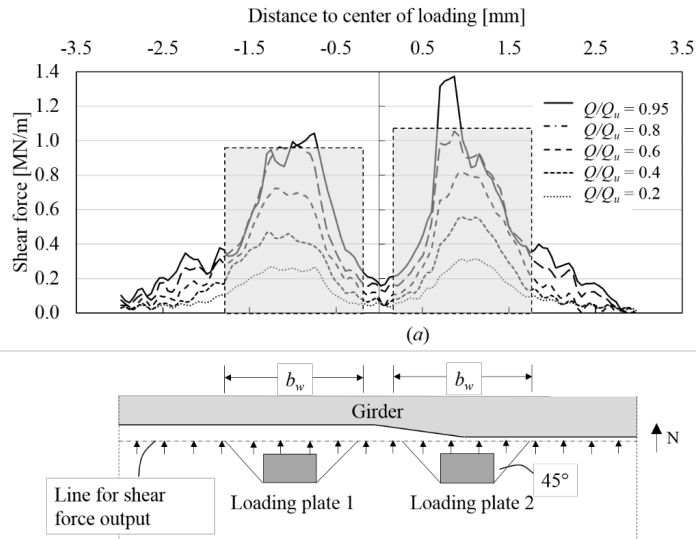 Distance to center of loading [mm]
-3.5 -2.5 -1.5 -0.5 0.5 1.5 2.5 3.5
Shear force [MN/m]
1.4
1.2
1.0
0.8
0.6
0.4
0.2
0.0
Q/Qu = 0.95
Q/Qu = 0.8
Q/Qu = 0.6
Q/Qu = 0.4
Q/Qu = 0.2
(a)
bw bw
Girder
N
45°
Line for shear
force output
Loading plate 1 Loading plate 2